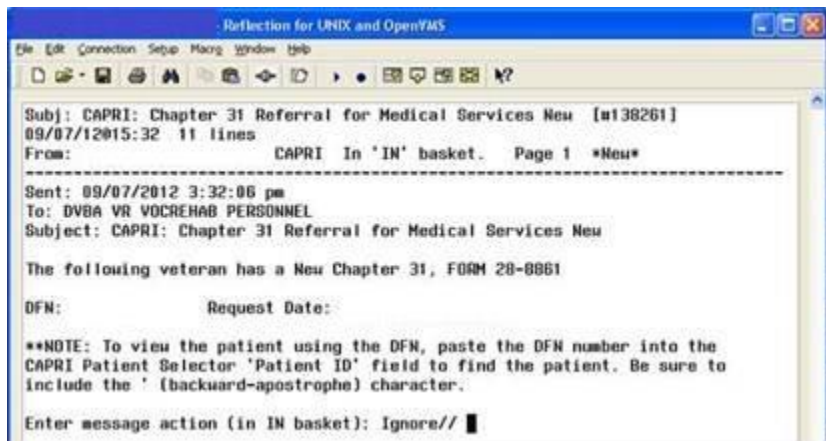 - Reflection for UNIX and OpenVMS
File Edit Connection Setup Macro Window Help
Subj: CAPRI: Chapter 31 Referral for Medical Services New [#138261]
09/07/12@15:32 11 lines
From: CAPRI In 'IN' basket. Page 1 *New*
-------------------------------------------------------------------------------
Sent: 09/07/2012 3:32:06 pm
To: DVBA VR VOCREHAB PERSONNEL
Subject: CAPRI: Chapter 31 Referral for Medical Services New
The following veteran has a New Chapter 31, FORM 28-8861
DFN: Request Date:
**NOTE: To view the patient using the DFN, paste the DFN number into the
CAPRI Patient Selector 'Patient ID' field to find the patient. Be sure to
include the ' (backward-apostrophe) character.
Enter message action (in IN basket): Ignore//